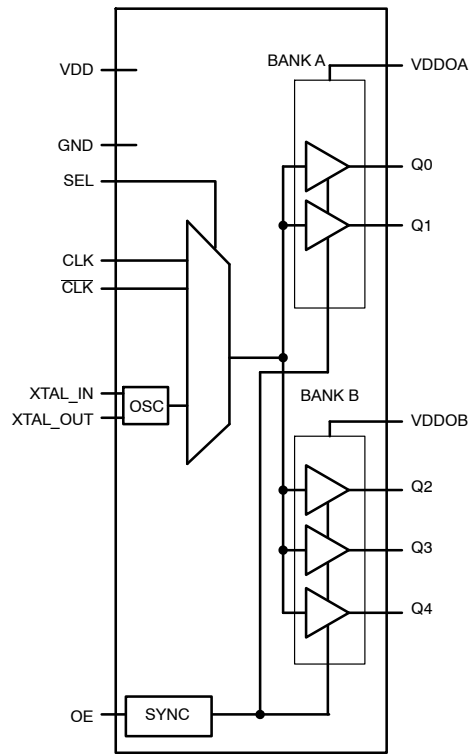 BANK A
VDDOA
VDD
GND
SEL
Q0
Q1
CLK
CLK
XTAL_IN
OSC
XTAL_OUT
BANK B
VDDOB
Q2
Q3
Q4
OE
SYNC